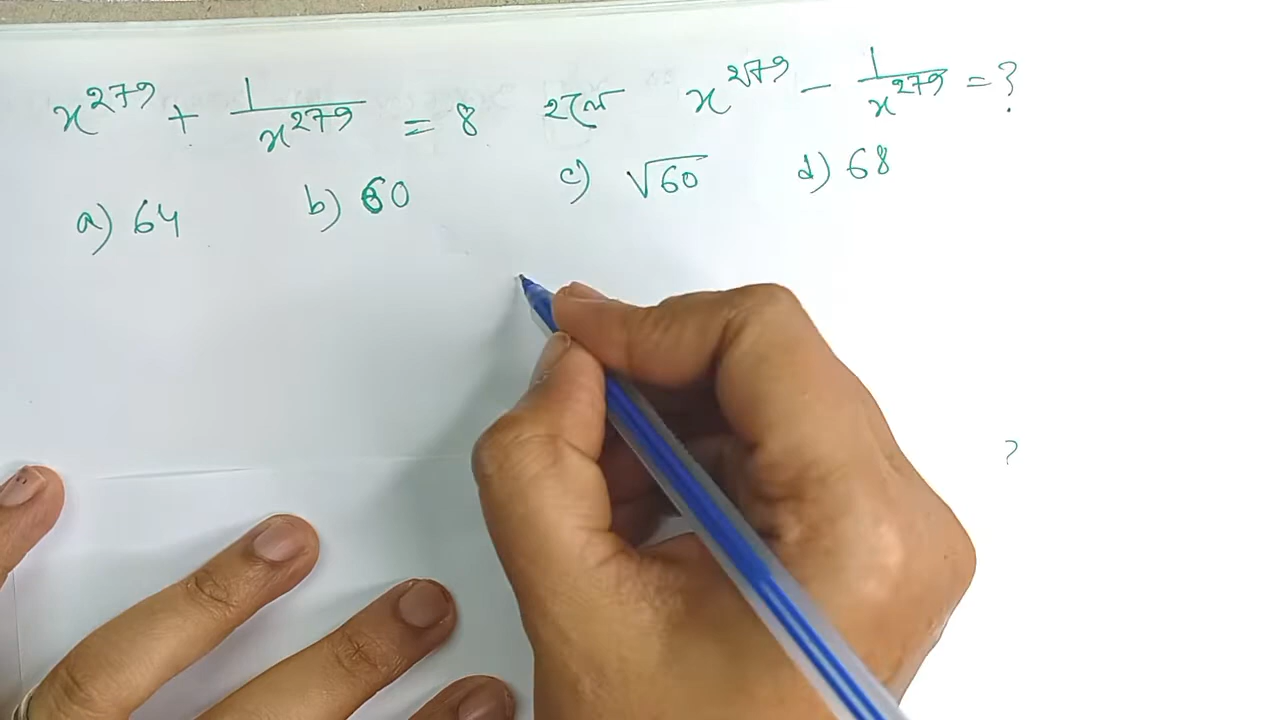 x²⁷⁹ + 1/x²⁷⁹ = 8 হলে x²⁷⁹ − 1/x²⁷⁹ = ?
a) 64 b) 60 c) √60 d) 68
?